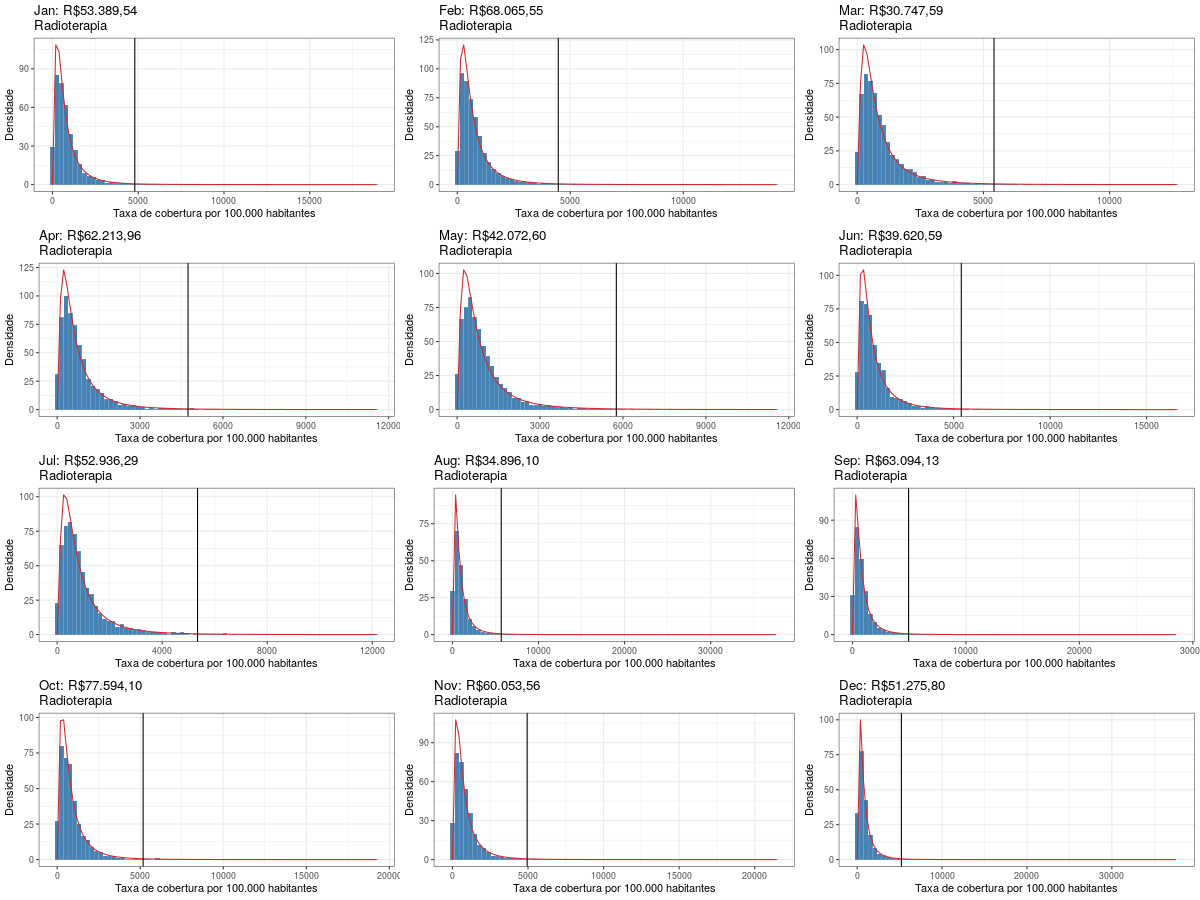 Jan: R$53.389,54
Radioterapia
Densidade
90
60
30
0
0
5000
10000
15000
Taxa de cobertura por 100.000 habitantes
Feb: R$68.065,55
Radioterapia
Densidade
125
100
75
50
25
0
0
5000
10000
Taxa de cobertura por 100.000 habitantes
Mar: R$30.747,59
Radioterapia
Densidade
100
75
50
25
0
0
5000
10000
Taxa de cobertura por 100.000 habitantes
Apr: R$62.213,96
Radioterapia
Densidade
125
100
75
50
25
0
0
3000
6000
9000
12000
Taxa de cobertura por 100.000 habitantes
May: R$42.072,60
Radioterapia
Densidade
100
75
50
25
0
0
3000
6000
9000
12000
Taxa de cobertura por 100.000 habitantes
Jun: R$39.620,59
Radioterapia
Densidade
100
75
50
25
0
0
5000
10000
15000
Taxa de cobertura por 100.000 habitantes
Jul: R$52.936,29
Radioterapia
Densidade
100
75
50
25
0
0
4000
8000
12000
Taxa de cobertura por 100.000 habitantes
Aug: R$34.896,10
Radioterapia
Densidade
75
50
25
0
0
10000
20000
30000
Taxa de cobertura por 100.000 habitantes
Sep: R$63.094,13
Radioterapia
Densidade
90
60
30
0
0
10000
20000
3000
Taxa de cobertura por 100.000 habitantes
Oct: R$77.594,10
Radioterapia
Densidade
100
75
50
25
0
0
5000
10000
15000
20000
Taxa de cobertura por 100.000 habitantes
Nov: R$60.053,56
Radioterapia
Densidade
90
60
30
0
0
5000
10000
15000
20000
Taxa de cobertura por 100.000 habitantes
Dec: R$51.275,80
Radioterapia
Densidade
100
75
50
25
0
0
10000
20000
30000
Taxa de cobertura por 100.000 habitantes